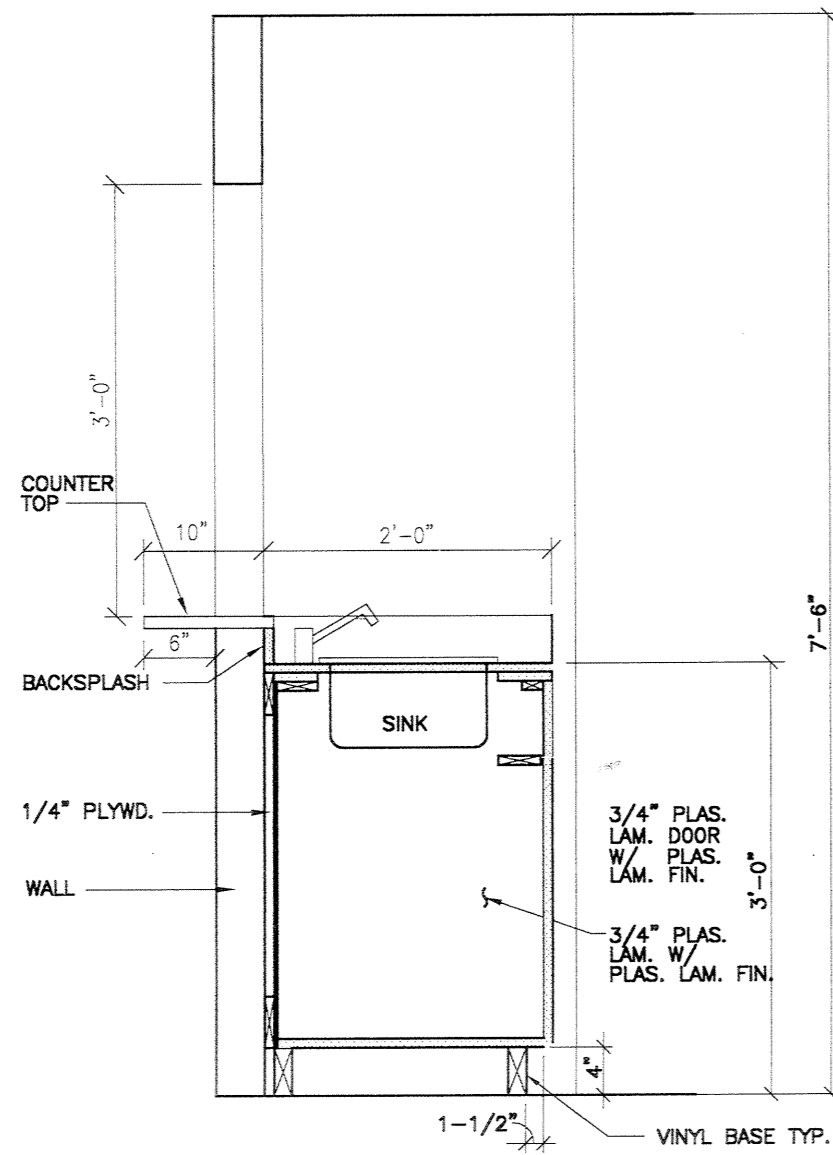 3'-0"
COUNTER
TOP
10"
2'-0"
7'-6"
6"
BACKSPLASH
SINK
1/4" PLYWD.
3/4" PLAS.
LAM. DOOR
W/ PLAS.
LAM. FIN.
3'-0"
WALL
3/4" PLAS.
LAM. W/
PLAS. LAM. FIN.
4"
1-1/2"
VINYL BASE TYP.